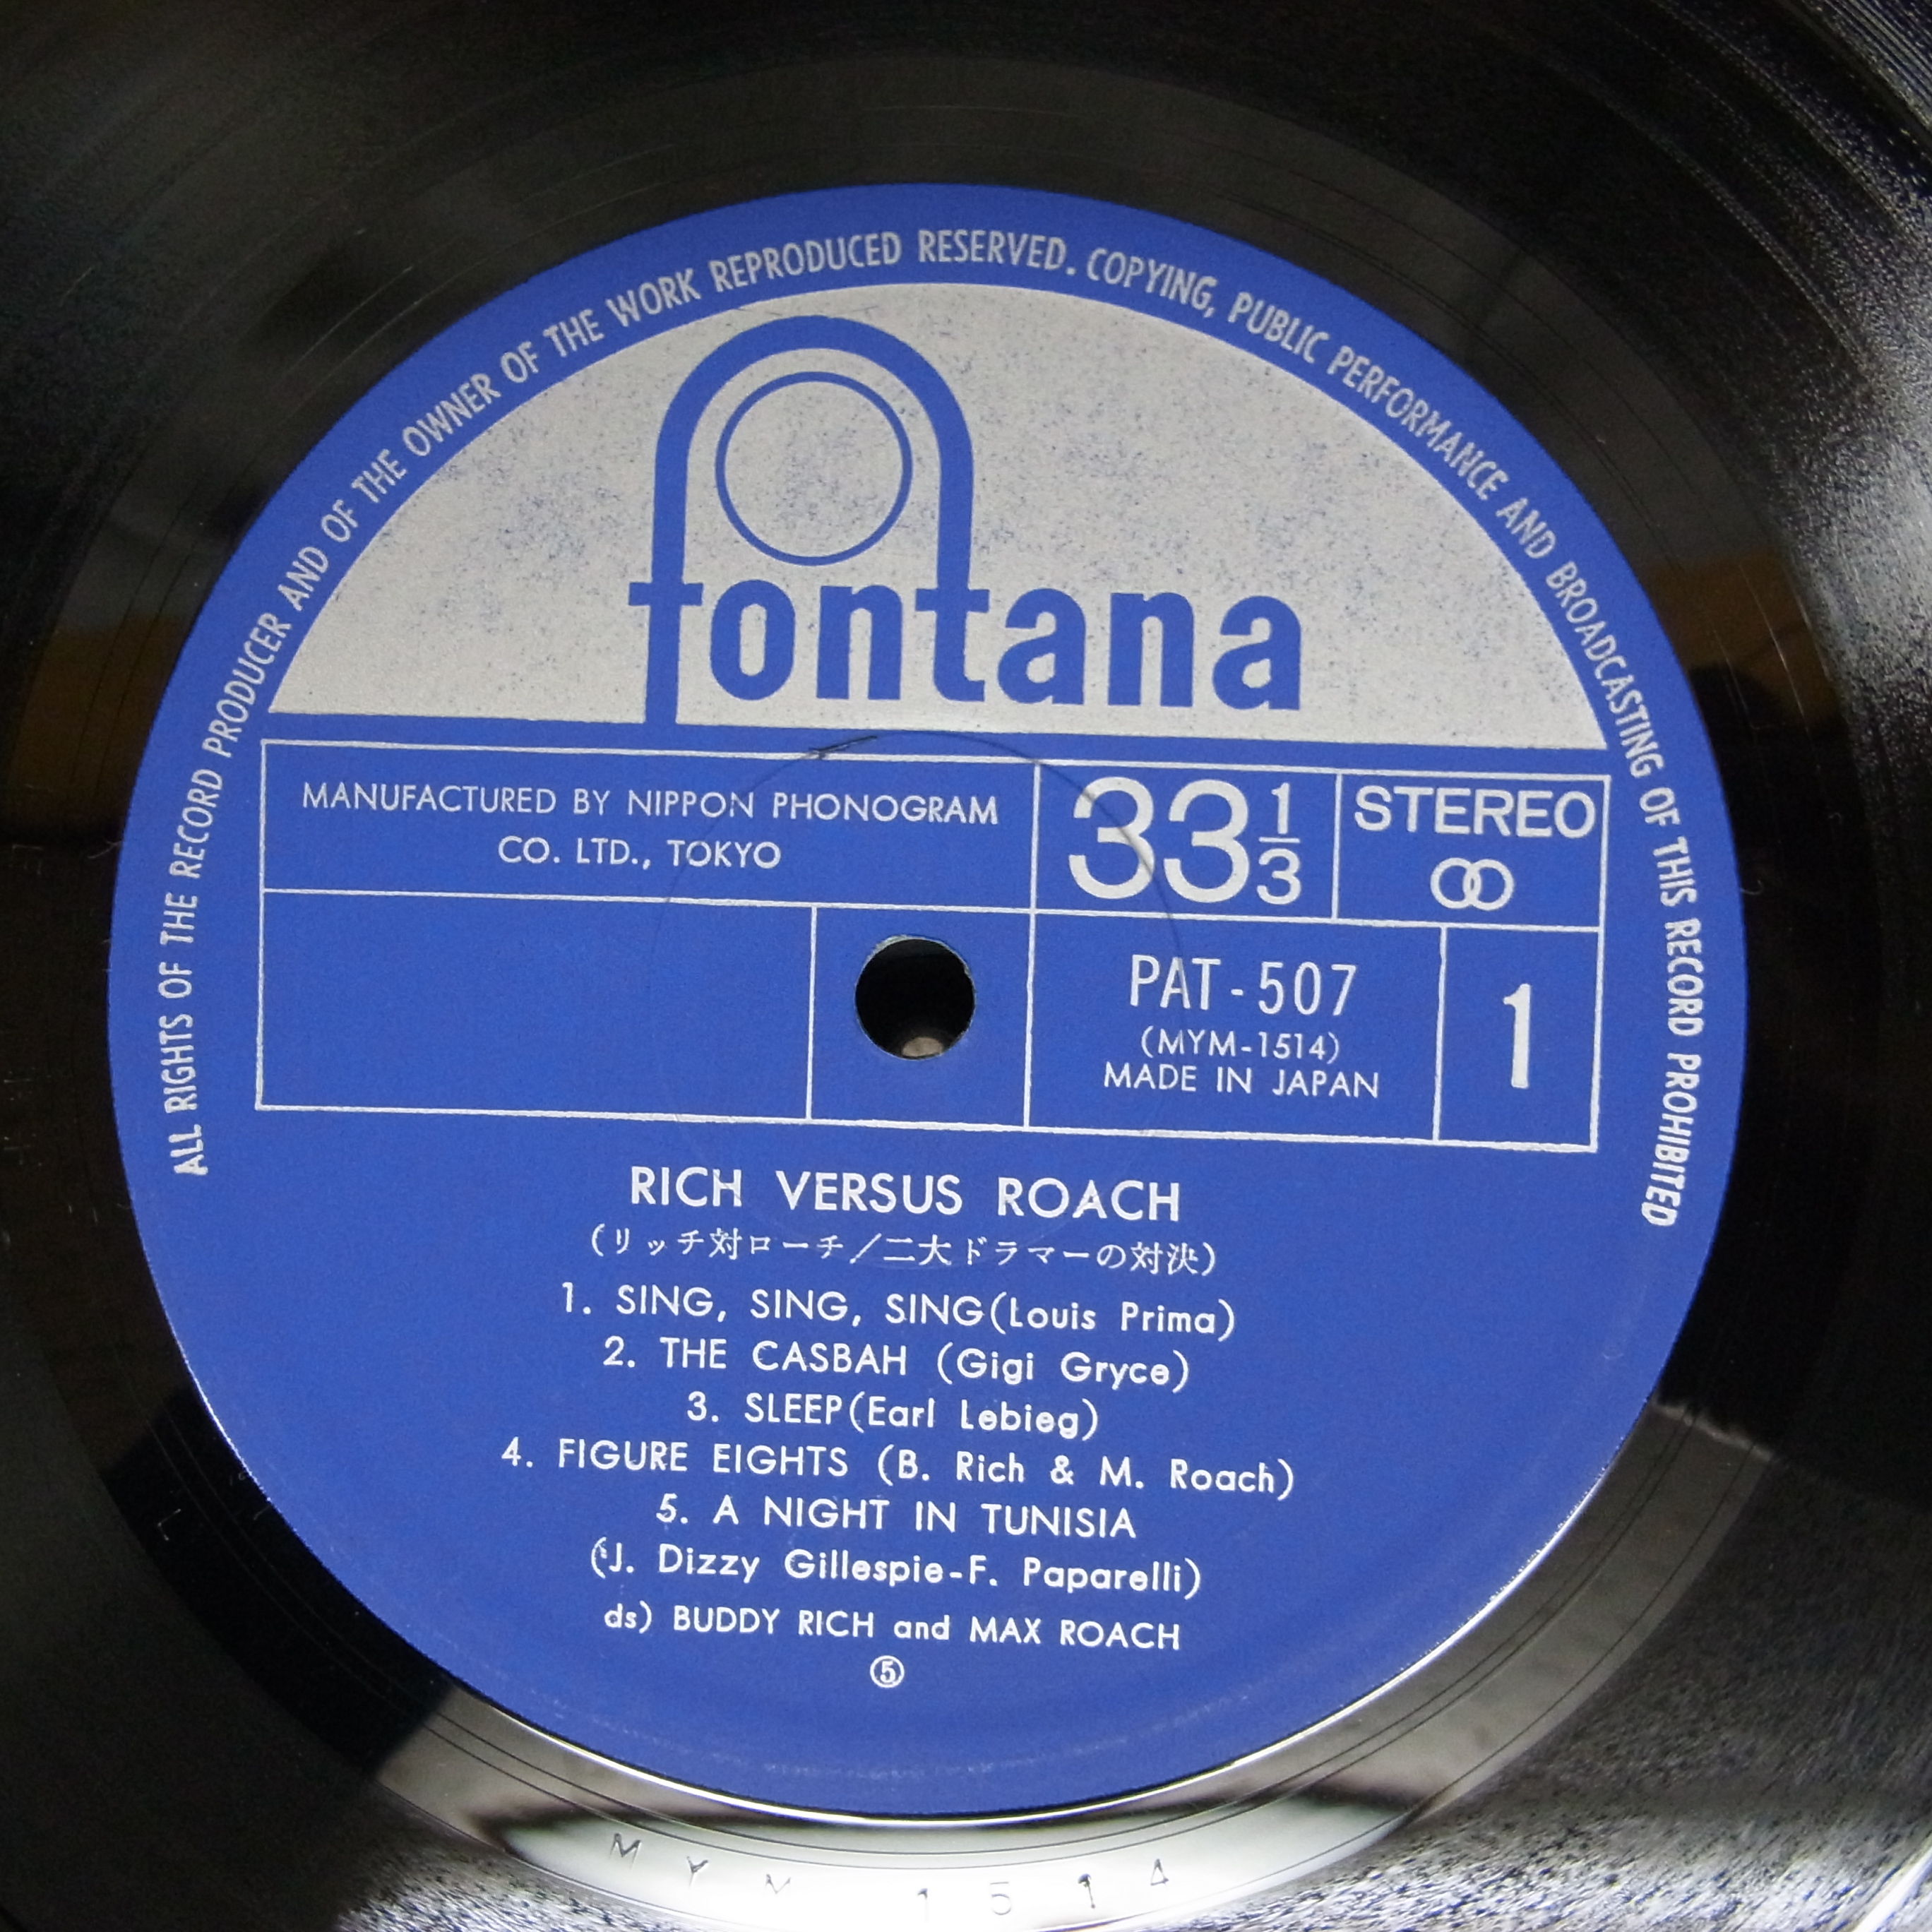 ALL RIGHTS OF THE RECORD PRODUCER AND OF THE OWNER OF THE WORK REPRODUCED RESERVED. COPYING, PUBLIC PERFORMANCE AND BROADCASTING OF THIS RECORD PROHIBITED
fontana
MANUFACTURED BY NIPPON PHONOGRAM
CO. LTD., TOKYO
33 1/3
STEREO
PAT-507
(MYM-1514)
MADE IN JAPAN
1
RICH VERSUS ROACH
(リッチ対ローチ/二大ドラマーの対決)
1. SING, SING, SING(Louis Prima)
2. THE CASBAH (Gigi Gryce)
3. SLEEP(Earl Lebieg)
4. FIGURE EIGHTS (B. Rich & M. Roach)
5. A NIGHT IN TUNISIA
(J. Dizzy Gillespie-F. Paparelli)
ds) BUDDY RICH and MAX ROACH
⑤
MYM 1514